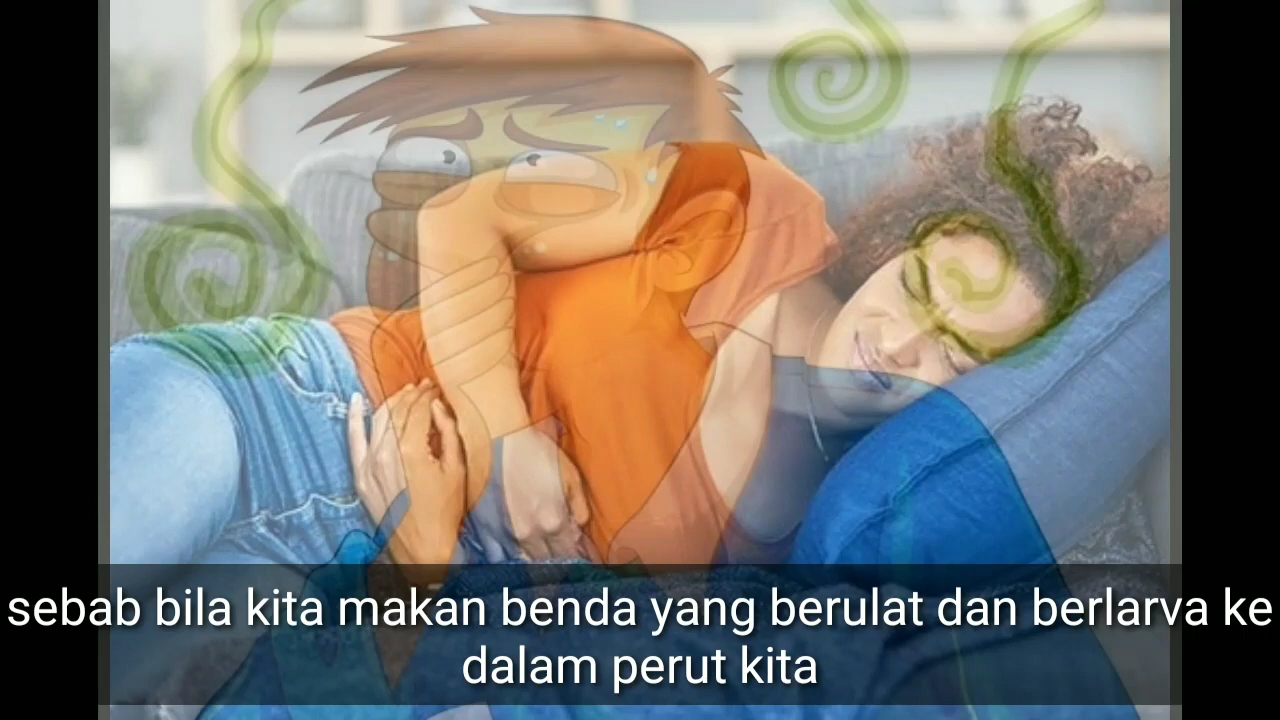 sebab bila kita makan benda yang berulat dan berlarva ke
dalam perut kita